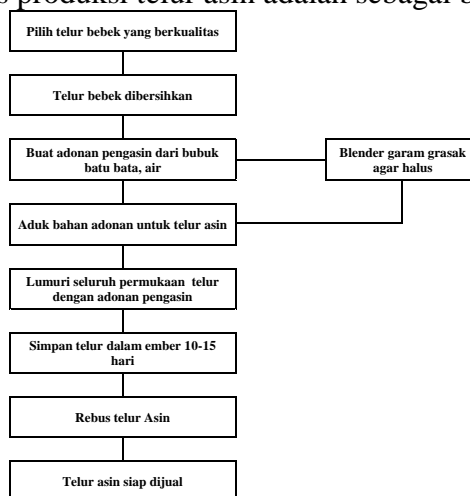 produksi telur asin adalah sebagai
Pilih telur bebek yang berkualitas
Telur bebek dibersihkan
Buat adonan pengasin dari bubuk
batu bata, air
Blender garam grasak
agar halus
Aduk bahan adonan untuk telur asin
Lumuri seluruh permukaan telur
dengan adonan pengasin
Simpan telur dalam ember 10-15
hari
Rebus telur Asin
Telur asin siap dijual